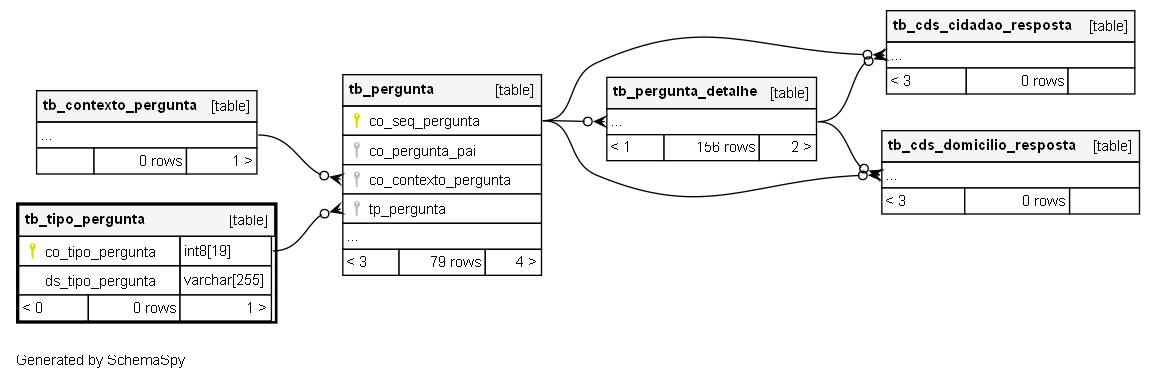 tb_contexto_pergunta [table]
...
0 rows 1 >
tb_tipo_pergunta [table]
co_tipo_pergunta int8[19]
ds_tipo_pergunta varchar[255]
< 0 0 rows 1 >
tb_pergunta [table]
co_seq_pergunta
co_pergunta_pai
co_contexto_pergunta
tp_pergunta
...
< 3 79 rows 4 >
tb_pergunta_detalhe [table]
...
< 1 156 rows 2 >
tb_cds_cidadao_resposta [table]
...
< 3 0 rows
tb_cds_domicilio_resposta [table]
...
< 3 0 rows
Generated by SchemaSpy